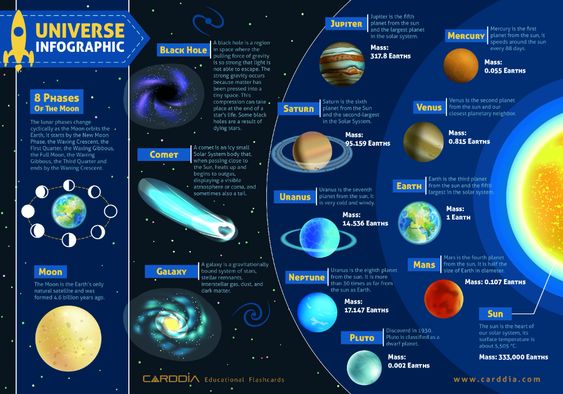 UNIVERSE
INFOGRAPHIC
8 Phases
Of The Moon
The lunar phases change
cyclically as the Moon orbits the
Earth, it starts by the New Moon
Phase, the Waxing Crescent, the
First Quarter, the Waxing Gibbous,
the Full Moon, the Waning
Gibbous, the Third Quarter and
ends by the Waning Crescent.
Moon
The Moon is the Earth's only
natural satellite and was
formed 4.6 billion years ago.
Black Hole
A black hole is a region
in space where the
pulling force of gravity
is so strong that light is
not able to escape. The
strong gravity occurs
because matter has
been pressed into a
tiny space. This
compression can take
place at the end of a
star's life. Some black
holes are a result of
dying stars.
Comet
A comet is an icy small
Solar System body that,
when passing close to
the Sun, heats up and
begins to outgas,
displaying a visible
atmosphere or coma, and
sometimes also a tail.
Galaxy
A galaxy is a gravitationally
bound system of stars,
stellar remnants,
interstellar gas, dust, and
dark matter.
CARDDIA Educational Flashcards
Jupiter
Jupiter is the fifth
planet from the sun
and the largest planet
in the solar system.
Mass:
317.8 Earths
Saturn
Saturn is the sixth
planet from the Sun
and the second-largest
in the Solar System.
Mass:
95.159 Earths
Uranus
Uranus is the seventh
planet from the sun. It
is very cold and windy.
Mass:
14.536 Earths
Neptune
Uranus is the eighth planet
from the sun. It is more
than 30 times as far from
the sun as Earth.
Mass:
17.147 Earths
Pluto
Discoverd in 1930
Pluto is classified as a
dwarf planet.
Mass:
0.002 Earths
Mercury
Mercury is the first
planet from the sun, is
speeds around the sun
every 88 days.
Mass:
0.055 Earths
Venus
Venus is the second planet
from the sun and our
closest planetary neighbor.
Mass:
0.815 Earths
Earth
Earth is the third planet
from the sun and the fifth
largest in the solar system.
Mass:
1 Earth
Mars
Mars is the fourth planet
from the sun. It is half the
size of Earth in diameter.
Mass: 0.107 Earths
Sun
The sun is the heart of
our solar system, its
surface temperature is
about 5,505 °C.
Mass: 333,000 Earths
www.carddia.com